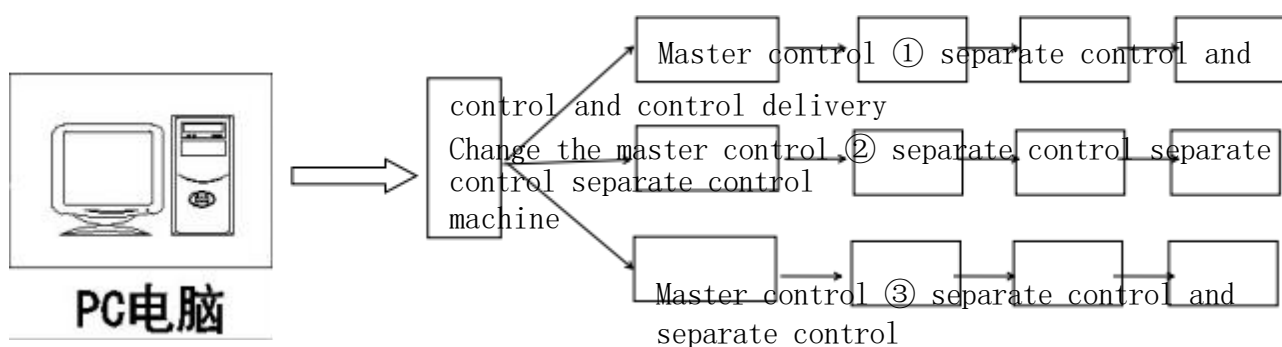 Master control ① separate control and
control and control delivery
Change the master control ② separate control separate
control separate control
machine
Master control ③ separate control and
separate control
PC电脑